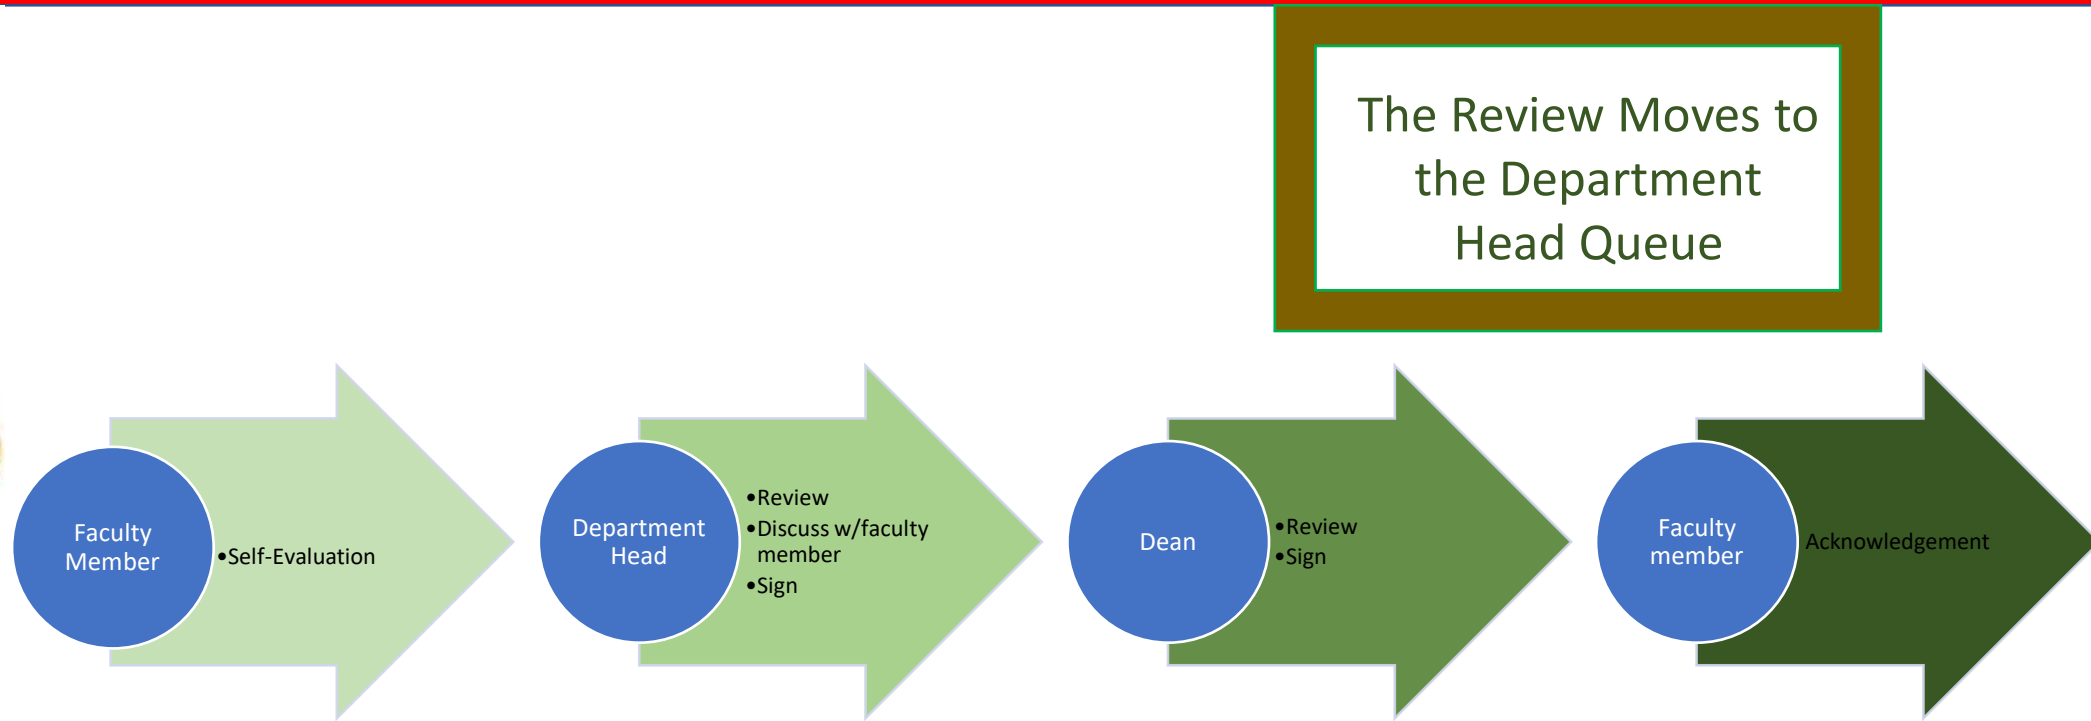 The Review Moves to
the Department
Head Queue
Faculty
Member
•Self-Evaluation
Department
Head
•Review
•Discuss w/faculty
member
•Sign
Dean
•Review
•Sign
Faculty
member
Acknowledgement